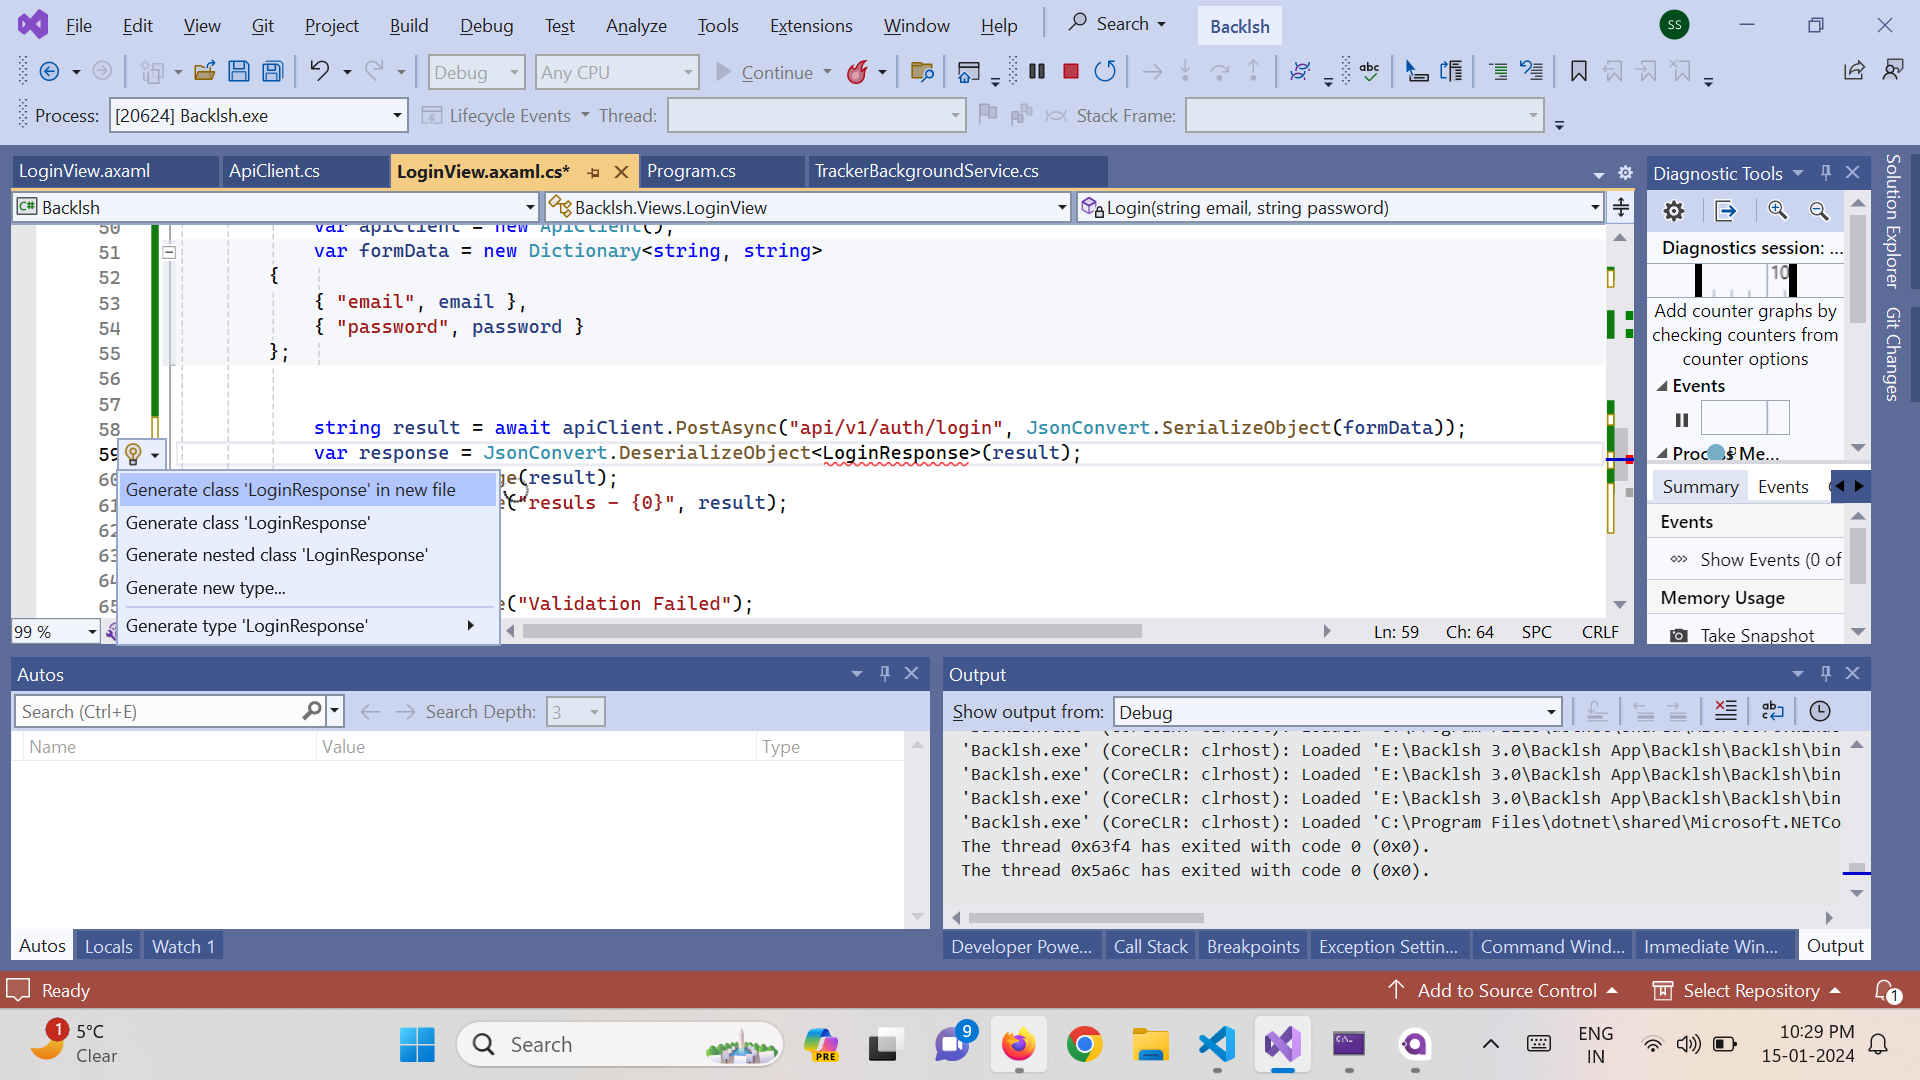 File Edit View Git Project Build Debug Test Analyze Tools Extensions Window Help Search Backlsh SS
Debug Any CPU Continue abc
Process: [20624] Backlsh.exe Lifecycle Events Thread: Stack Frame:
LoginView.axaml ApiClient.cs LoginView.axaml.cs* Program.cs TrackerBackgroundService.cs
C# Backlsh Backlsh.Views.LoginView Login(string email, string password)
50 var apiClient = new ApiClient();
51 var formData = new Dictionary<string, string>
52 {
53 { "email", email },
54 { "password", password }
55 };
56
57
58 string result = await apiClient.PostAsync("api/v1/auth/login", JsonConvert.SerializeObject(formData));
59 var response = JsonConvert.DeserializeObject<LoginResponse>(result);
60 ge(result);
61 ("resuls - {0}", result);
62
63
64
65 e("Validation Failed");
Generate class 'LoginResponse' in new file
Generate class 'LoginResponse'
Generate nested class 'LoginResponse'
Generate new type...
Generate type 'LoginResponse'
99 % Ln: 59 Ch: 64 SPC CRLF
Diagnostic Tools
Diagnostics session: ...
10
Add counter graphs by
checking counters from
counter options
Events
Process Me...
Summary Events
Events
Show Events (0 of
Memory Usage
Take Snapshot
Solution Explorer
Git Changes
Autos
Search (Ctrl+E) Search Depth: 3
Name Value Type
Autos Locals Watch 1
Output
Show output from: Debug
'Backlsh.exe' (CoreCLR: clrhost): Loaded 'E:\Backlsh 3.0\Backlsh App\Backlsh\Backlsh\bin
'Backlsh.exe' (CoreCLR: clrhost): Loaded 'E:\Backlsh 3.0\Backlsh App\Backlsh\Backlsh\bin
'Backlsh.exe' (CoreCLR: clrhost): Loaded 'E:\Backlsh 3.0\Backlsh App\Backlsh\Backlsh\bin
'Backlsh.exe' (CoreCLR: clrhost): Loaded 'C:\Program Files\dotnet\shared\Microsoft.NETCo
The thread 0x63f4 has exited with code 0 (0x0).
The thread 0x5a6c has exited with code 0 (0x0).
Developer Powe... Call Stack Breakpoints Exception Settin... Command Wind... Immediate Win... Output
Ready Add to Source Control Select Repository 1
1 5°C
Clear
Search
PRE
9
ENG
IN
10:29 PM
15-01-2024